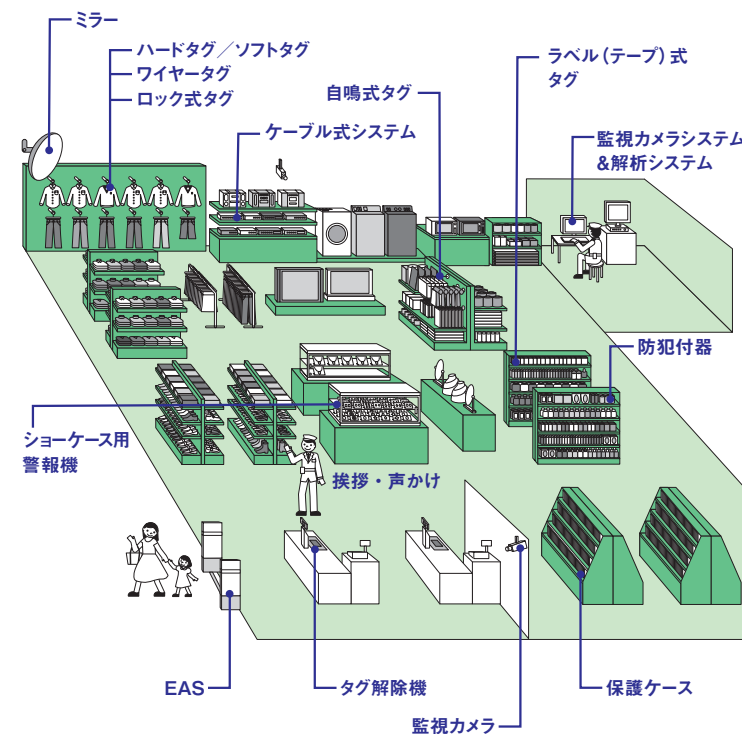 ミラー
ハードタグ／ソフトタグ
ワイヤータグ
ロック式タグ
ケーブル式システム
自鳴式タグ
ラベル（テープ）式
タグ
監視カメラシステム
&解析システム
防犯付器
ショーケース用
警報機
挨拶・声かけ
EAS
タグ解除機
監視カメラ
保護ケース